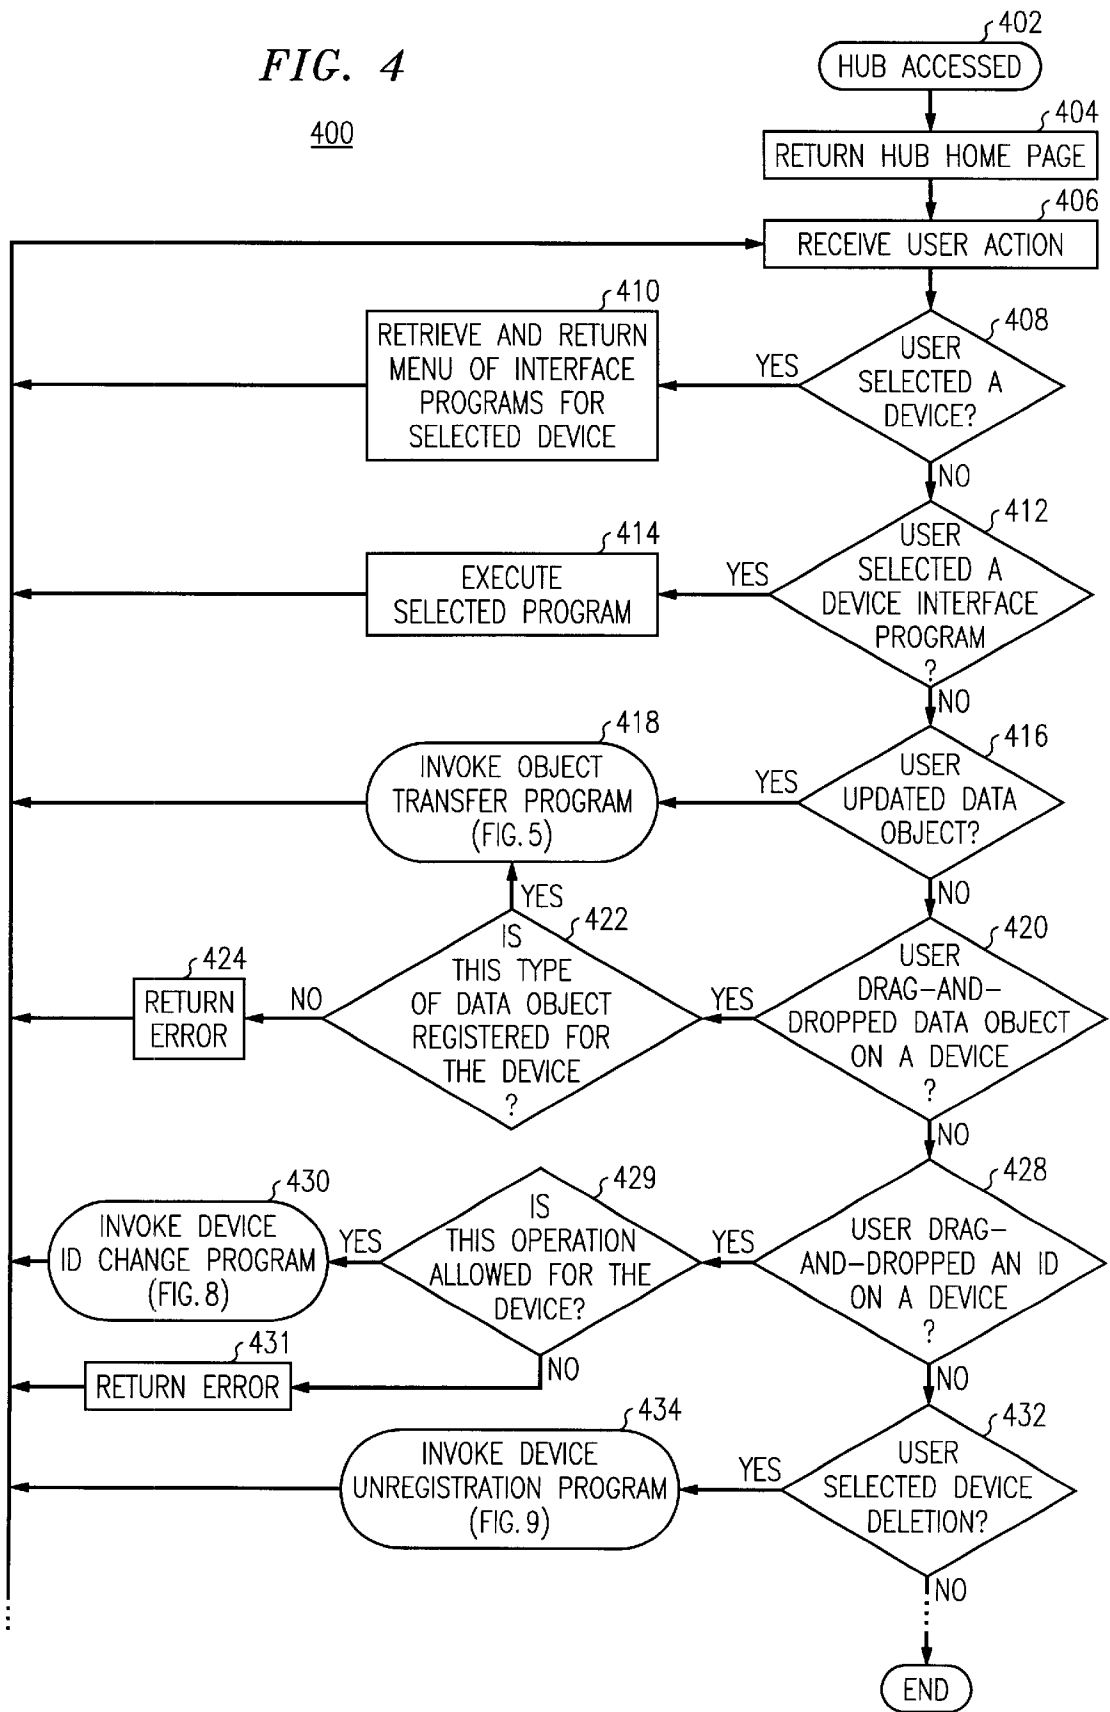 FIG. 4
400
402
HUB ACCESSED
404
RETURN HUB HOME PAGE
406
RECEIVE USER ACTION
408
USER
SELECTED A
DEVICE?
YES
NO
410
RETRIEVE AND RETURN
MENU OF INTERFACE
PROGRAMS FOR
SELECTED DEVICE
412
USER
SELECTED A
DEVICE INTERFACE
PROGRAM
?
YES
NO
414
EXECUTE
SELECTED PROGRAM
416
USER
UPDATED DATA
OBJECT?
YES
NO
418
INVOKE OBJECT
TRANSFER PROGRAM
(FIG. 5)
420
USER
DRAG-AND-
DROPPED DATA OBJECT
ON A DEVICE
?
YES
NO
422
IS
THIS TYPE
OF DATA OBJECT
REGISTERED FOR
THE DEVICE
?
YES
NO
424
RETURN
ERROR
428
USER DRAG-
AND-DROPPED AN ID
ON A DEVICE
?
YES
NO
429
IS
THIS OPERATION
ALLOWED FOR THE
DEVICE?
YES
NO
430
INVOKE DEVICE
ID CHANGE PROGRAM
(FIG. 8)
431
RETURN ERROR
432
USER
SELECTED DEVICE
DELETION?
YES
NO
434
INVOKE DEVICE
UNREGISTRATION PROGRAM
(FIG. 9)
END